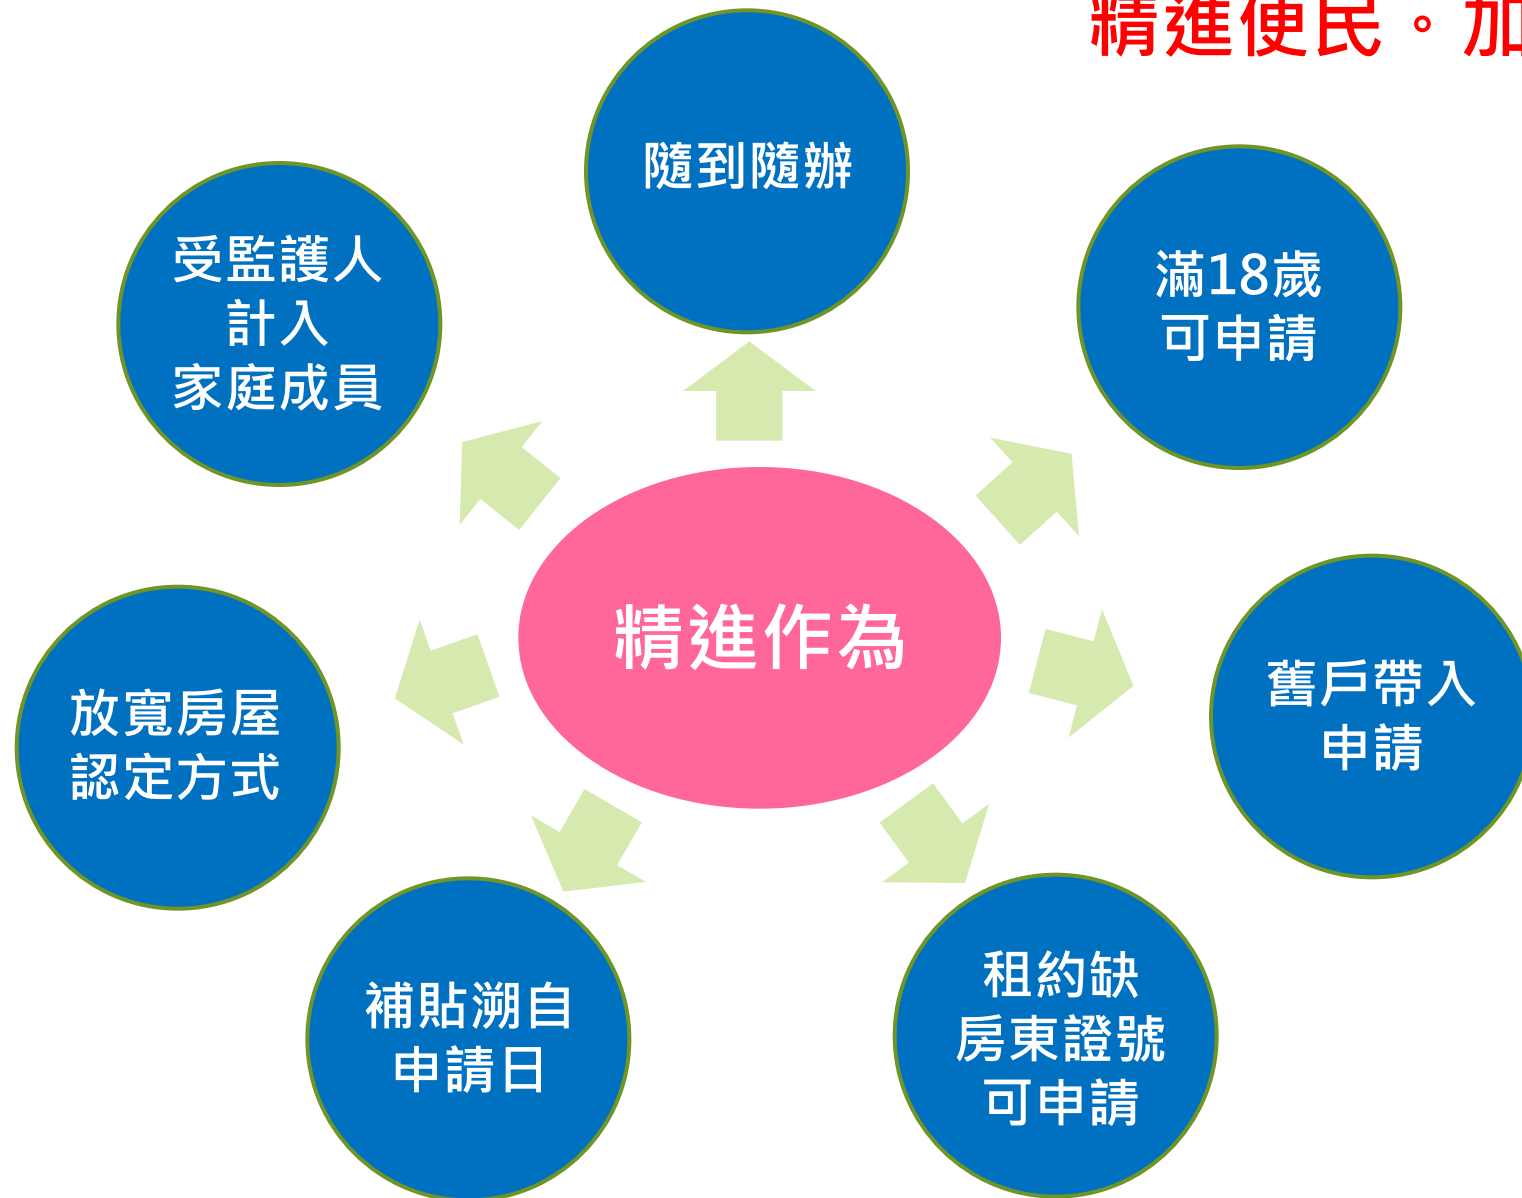 精進便民。加
隨到隨辦
滿18歲
可申請
舊戶帶入
申請
租約缺
房東證號
可申請
補貼溯自
申請日
放寬房屋
認定方式
受監護人
計入
家庭成員
精進作為